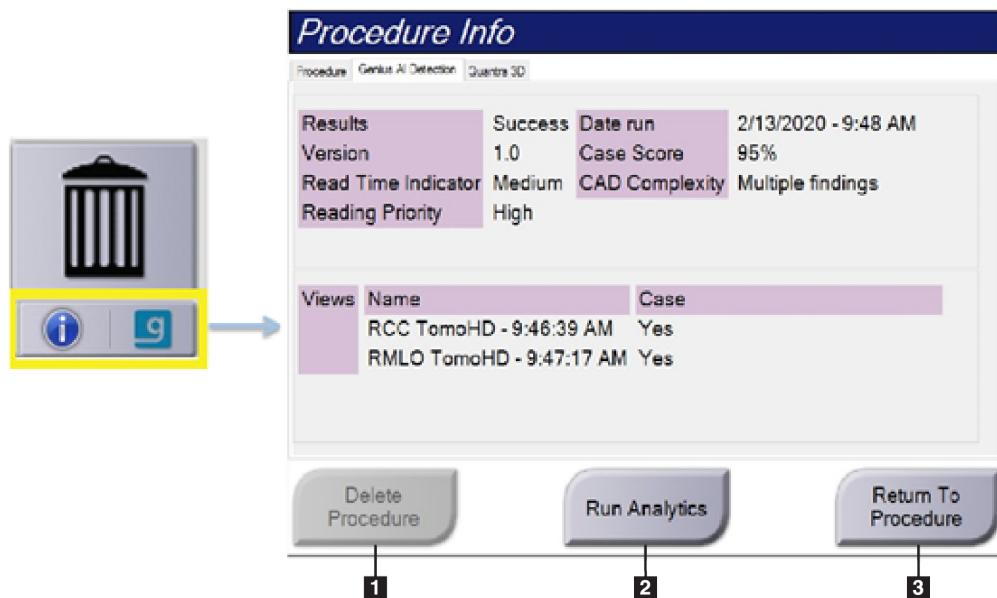 Procedure Info
Procedure Genius AI Detection Quantra 3D
Results Success Date run 2/13/2020 - 9:48 AM
Version 1.0 Case Score 95%
Read Time Indicator Medium CAD Complexity Multiple findings
Reading Priority High
i g
Views Name Case
RCC TomoHD - 9:46:39 AM Yes
RMLO TomoHD - 9:47:17 AM Yes
Delete Procedure
Run Analytics
Return To Procedure
1 2 3